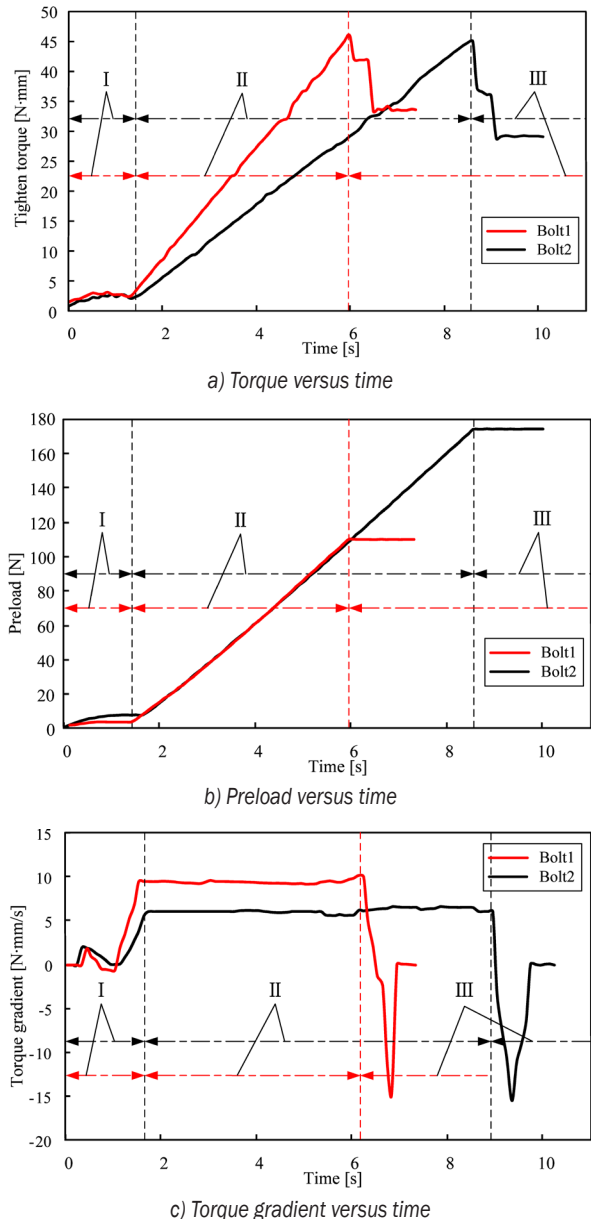 45
40
35
30
25
20
15
10
5
0
Tighten torque [N·mm]
I
II
III
Bolt1
Bolt2
0 2 4 6 8 10
Time [s]
a) Torque versus time
180
160
140
120
100
80
60
40
20
0
Preload [N]
I
II
III
Bolt1
Bolt2
0 2 4 6 8 10
Time [s]
b) Preload versus time
15
10
5
0
-5
-10
-15
-20
Torque gradient [N·mm/s]
Bolt1
Bolt2
I
II
III
0 2 4 6 8 10
Time [s]
c) Torque gradient versus time